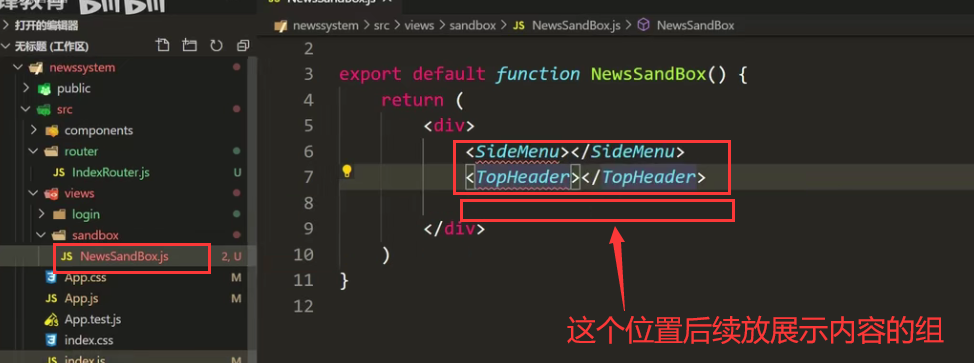 锋教育 bilibili
NewsSandBox.js
newssystem > src > views > sandbox > JS NewsSandBox.js > NewsSandBox
打开的编辑器
无标题 (工作区)
newssystem
public
src
components
router
JS IndexRouter.js U
views
login
sandbox
JS NewsSandBox.js 2, U
App.css M
JS App.js M
App.test.js
index.css
JS index.js M
2
3 export default function NewsSandBox() {
4 return (
5 <div>
6 <SideMenu></SideMenu>
7 <TopHeader></TopHeader>
8
9 </div>
10 )
11 }
12
这个位置后续放展示内容的组